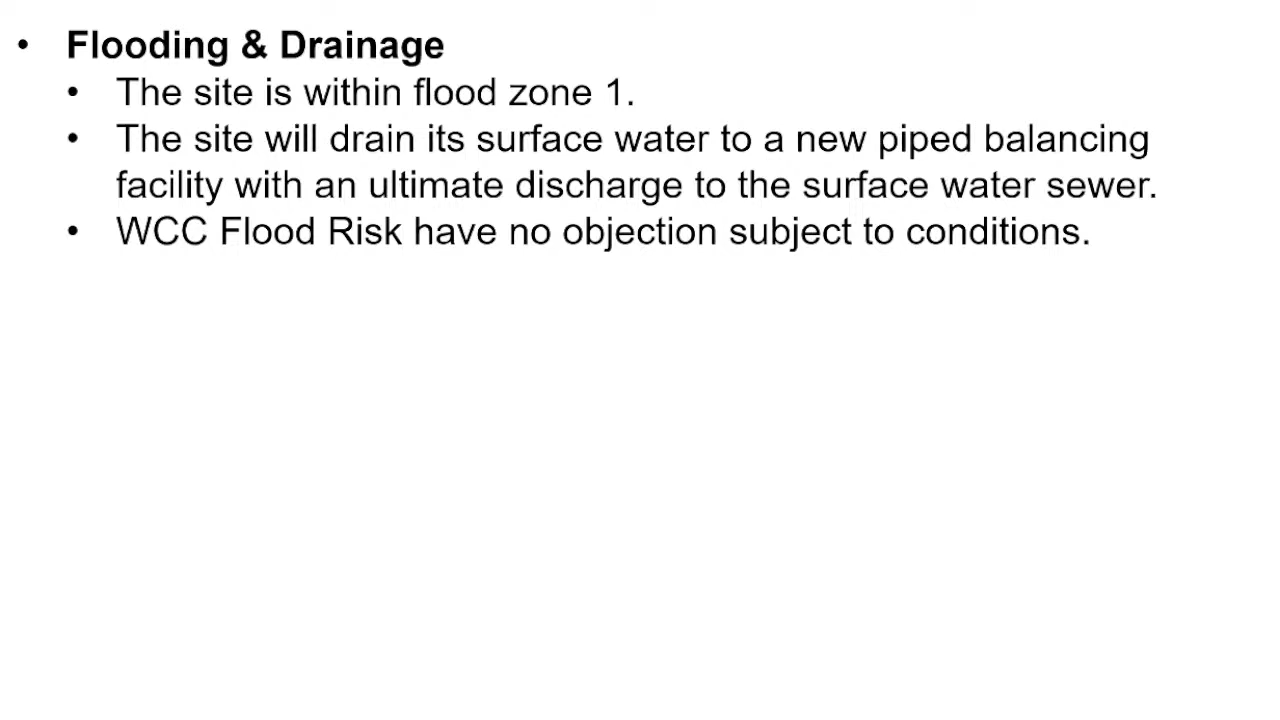 • Flooding & Drainage
• The site is within flood zone 1.
• The site will drain its surface water to a new piped balancing
facility with an ultimate discharge to the surface water sewer.
• WCC Flood Risk have no objection subject to conditions.